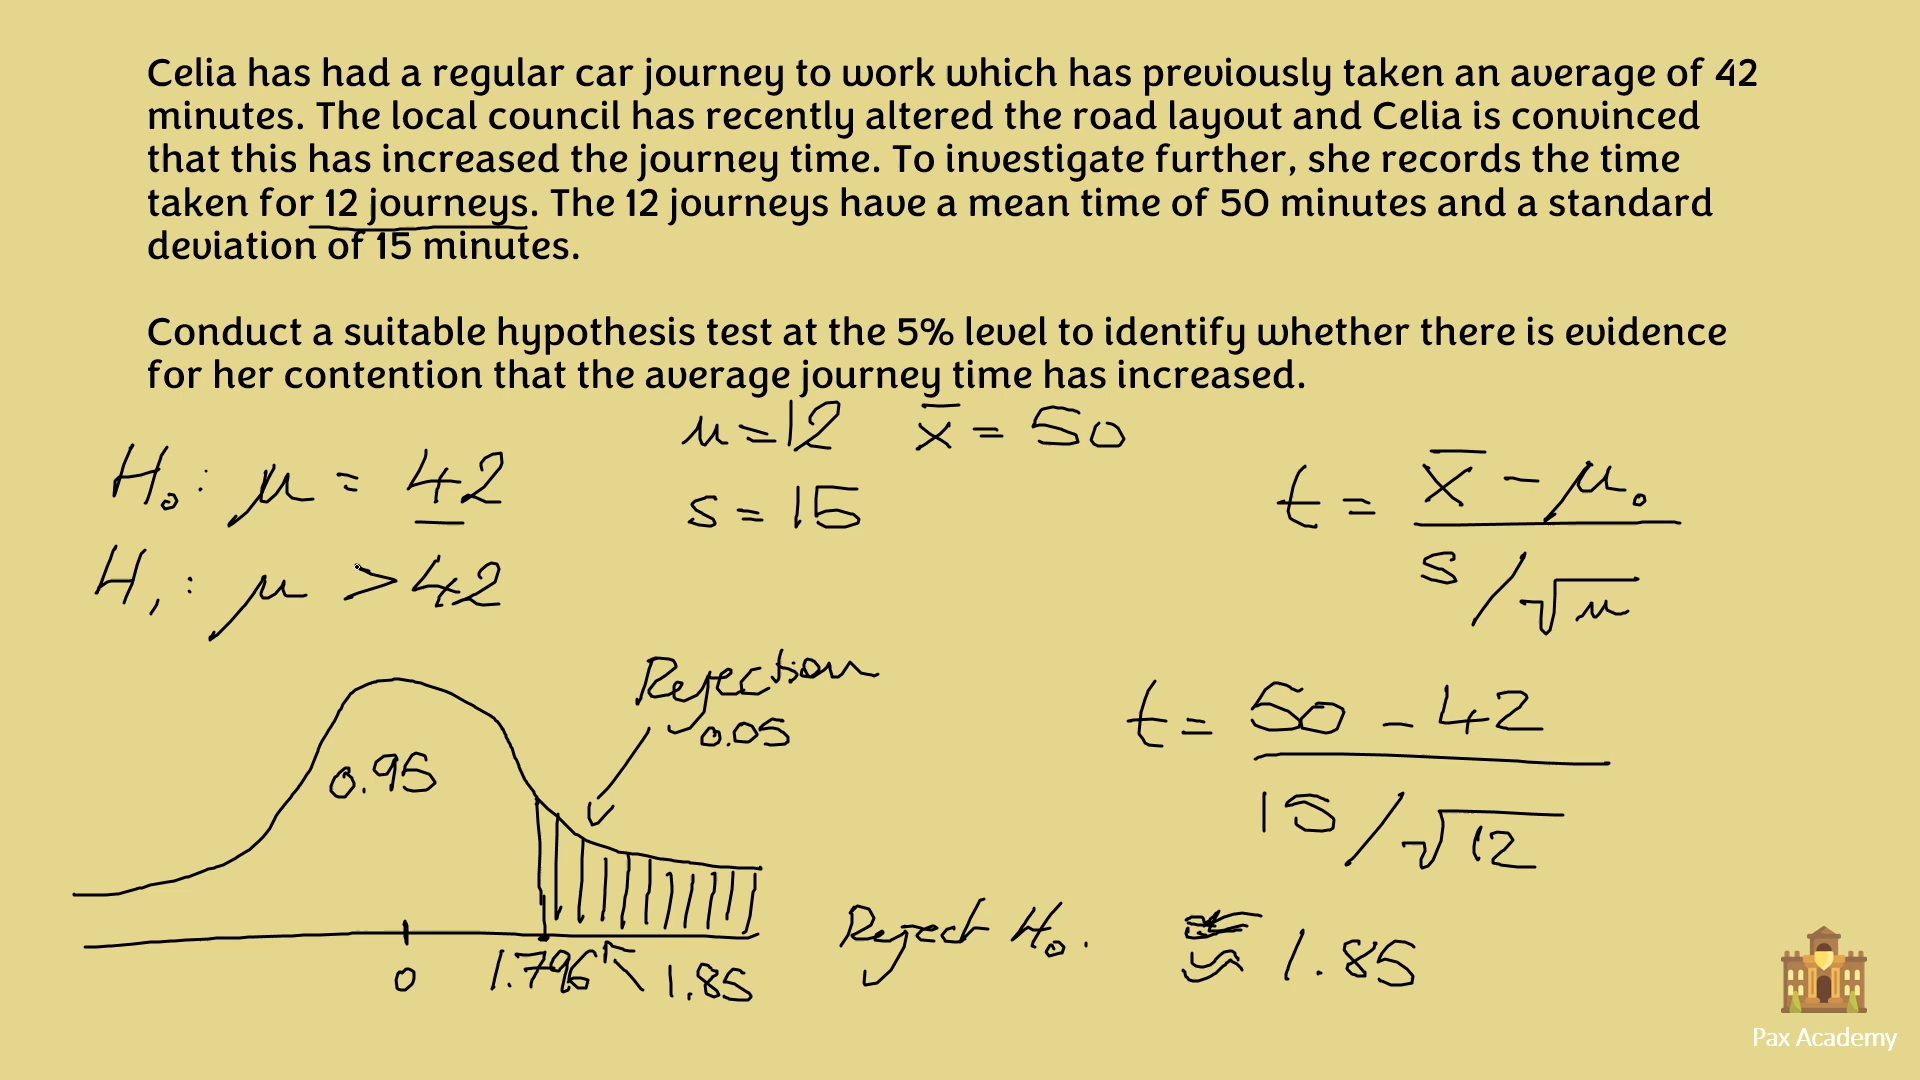 Celia has had a regular car journey to work which has previously taken an average of 42
minutes. The local council has recently altered the road layout and Celia is convinced
that this has increased the journey time. To investigate further, she records the time
taken for 12 journeys. The 12 journeys have a mean time of 50 minutes and a standard
deviation of 15 minutes.
Conduct a suitable hypothesis test at the 5% level to identify whether there is evidence
for her contention that the average journey time has increased.
n = 12 x̄ = 50
s = 15
H₀: μ = 42
H₁: μ > 42
t = x̄ - μ₀ / s/√n
Rejection
0.05
0.95
t = 50 - 42 / 15/√12
≈ 1.85
0 1.796 1.85
Reject H₀.
Pax Academy